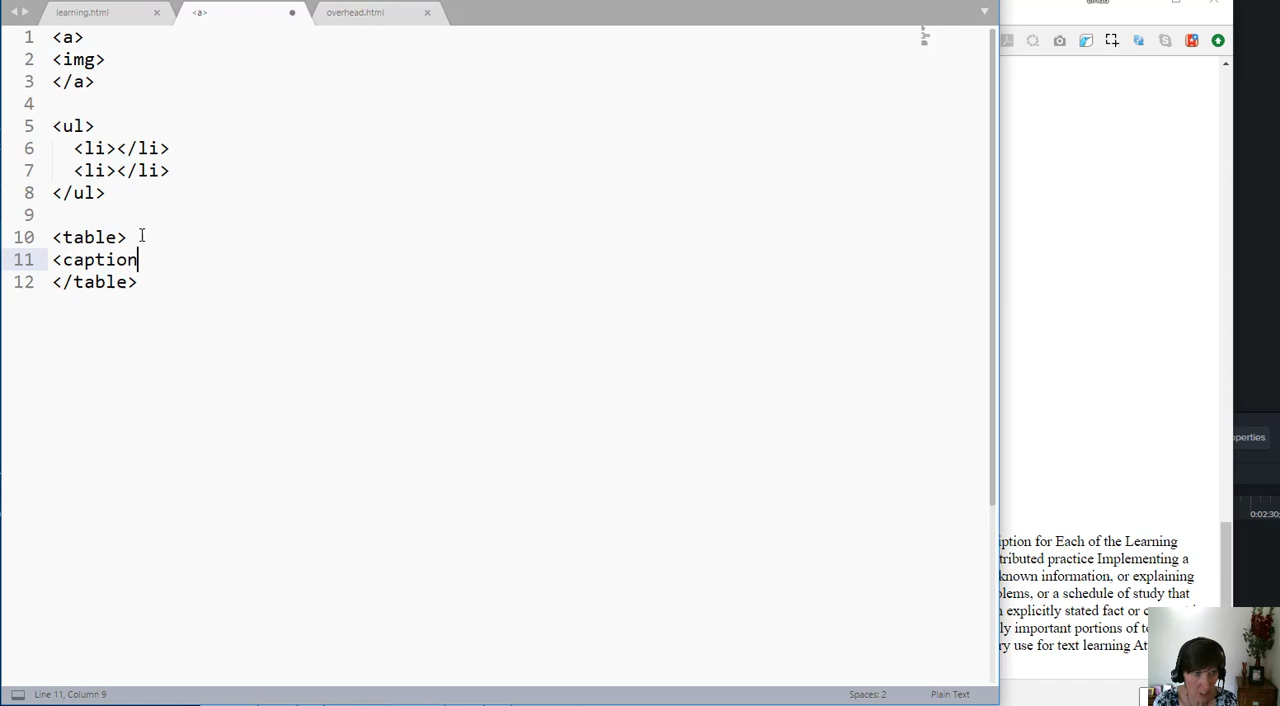 learning.html
<a>
overhead.html
1 <a>
2 <img>
3 </a>
4
5 <ul>
6 <li></li>
7 <li></li>
8 </ul>
9
10 <table>
11 <caption
12 </table>
operties
0:02:30;
iption for Each of the Learning
tributed practice Implementing a
known information, or explaining
blems, or a schedule of study that
n explicitly stated fact or c
ly important portions of t
ry use for text learning At
Line 11, Column 9
Spaces: 2
Plain Text